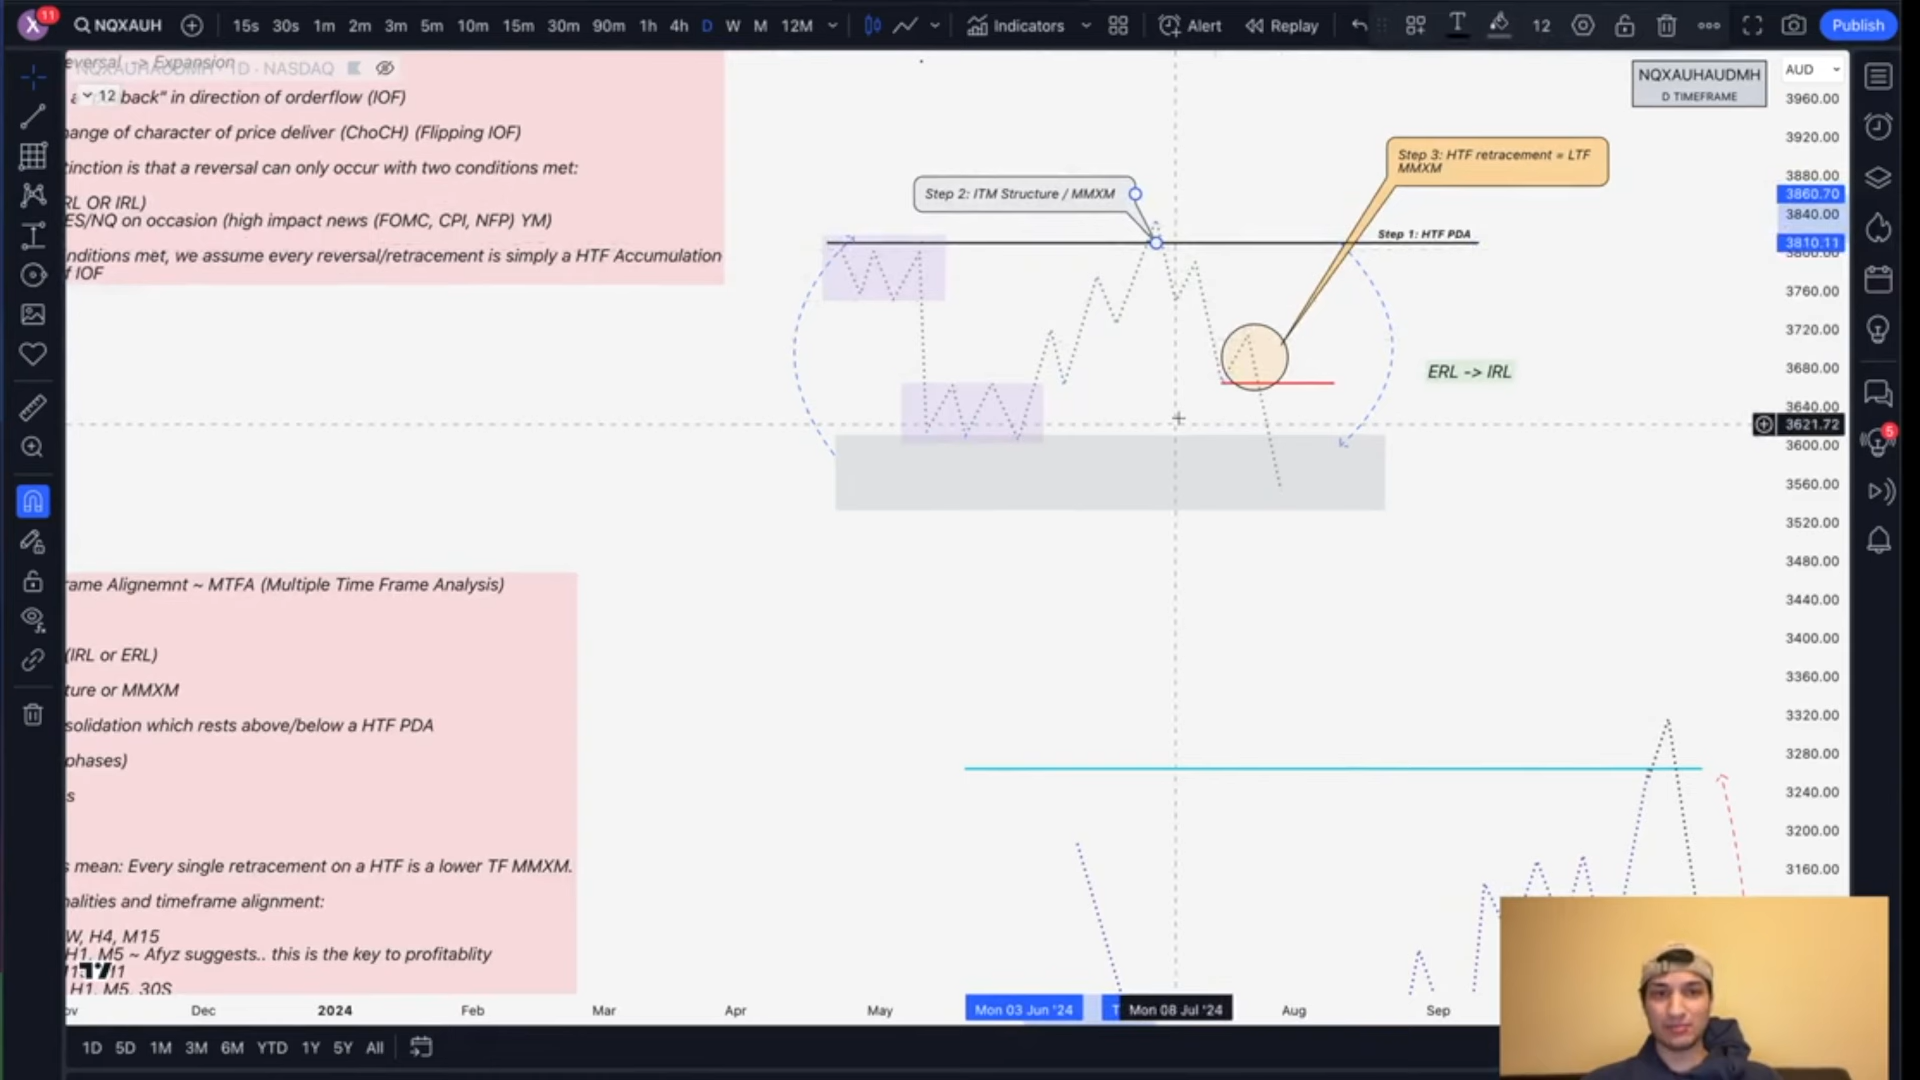 X
11
NQXAUH
15s 30s 1m 2m 3m 5m 10m 15m 30m 90m 1h 4h D W M 12M
Indicators
Alert
Replay
12
Publish
eversal -> Expansion
NQXAUHAUDMH · 1D · NASDAQ
12
back" in direction of orderflow (IOF)
ange of character of price deliver (ChoCH) (Flipping IOF)
tinction is that a reversal can only occur with two conditions met:
RL OR IRL)
ES/NQ on occasion (high impact news (FOMC, CPI, NFP) YM)
nditions met, we assume every reversal/retracement is simply a HTF Accumulation
f IOF
Step 2: ITM Structure / MMXM
Step 3: HTF retracement = LTF
MMXM
Step 1: HTF PDA
ERL -> IRL
NQXAUHAUDMH
D TIMEFRAME
AUD
3960.00
3920.00
3880.00
3860.70
3840.00
3810.11
3800.00
3760.00
3720.00
3680.00
3640.00
3621.72
3600.00
3560.00
3520.00
3480.00
3440.00
3400.00
3360.00
3320.00
3280.00
3240.00
3200.00
3160.00
5
rame Alignemnt ~ MTFA (Multiple Time Frame Analysis)
(IRL or ERL)
ture or MMXM
solidation which rests above/below a HTF PDA
phases)
s
s mean: Every single retracement on a HTF is a lower TF MMXM.
nalities and timeframe alignment:
W, H4, M15
H1, M5 ~ Afyz suggests.. this is the key to profitablity
H1, M5, 30S
ov Dec 2024 Feb Mar Apr May Mon 03 Jun '24 T Mon 08 Jul '24 Aug Sep
1D 5D 1M 3M 6M YTD 1Y 5Y All